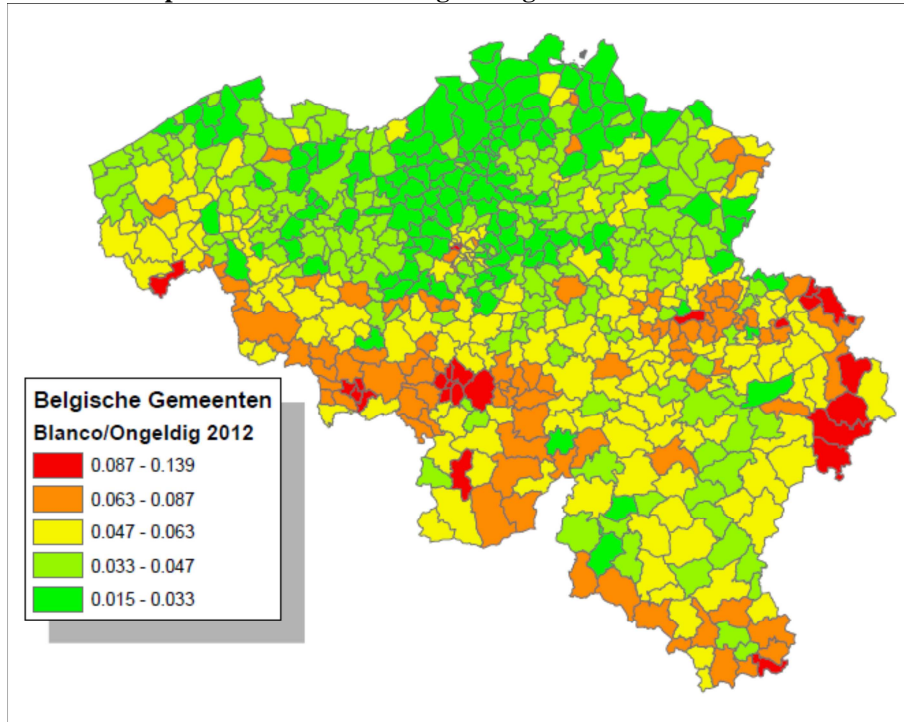 Belgische Gemeenten
Blanco/Ongeldig 2012
0.087 - 0.139
0.063 - 0.087
0.047 - 0.063
0.033 - 0.047
0.015 - 0.033